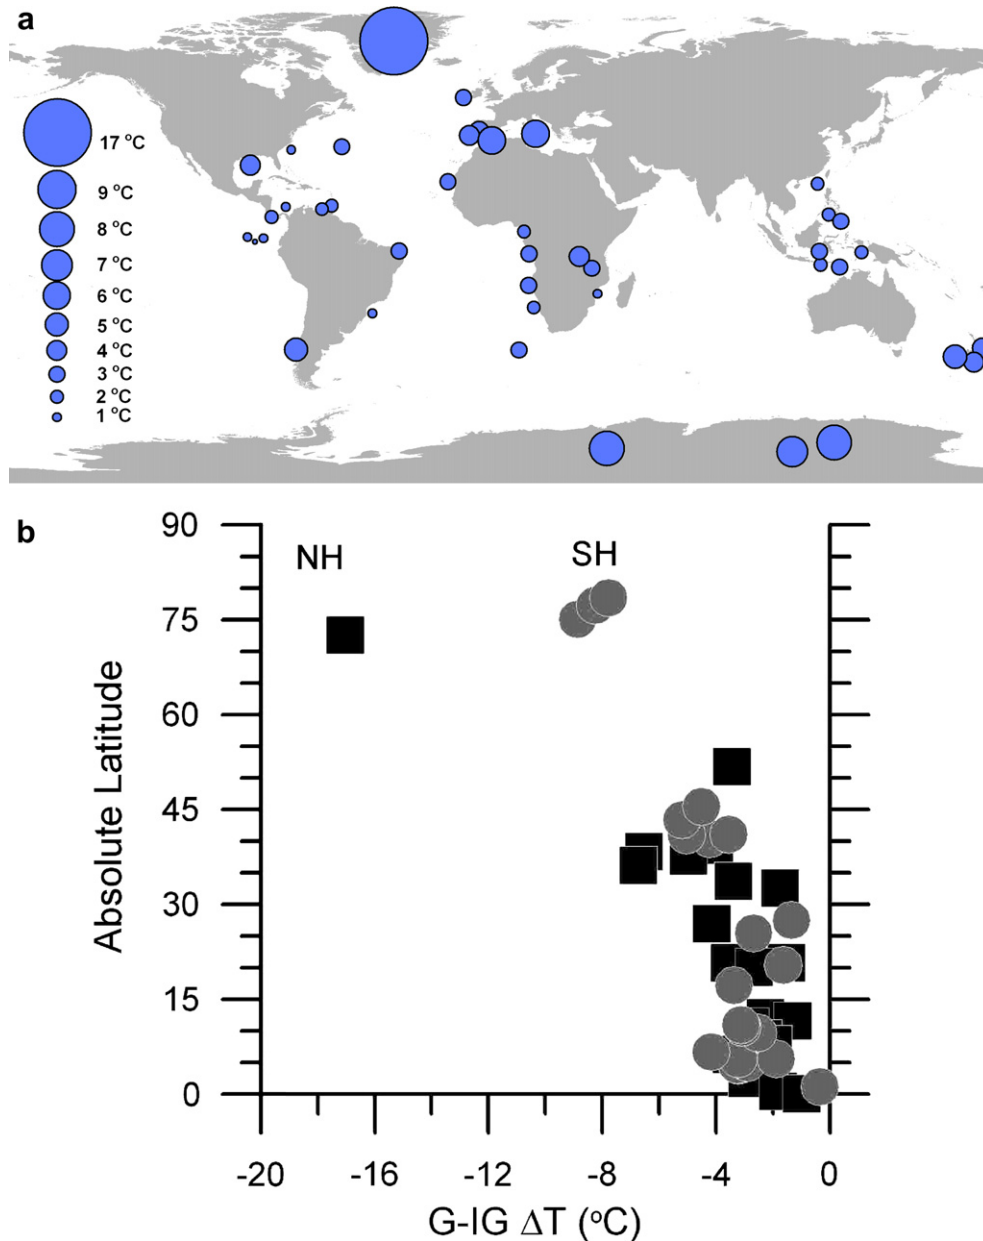 a
17 °C
9 °C
8 °C
7 °C
6 °C
5 °C
4 °C
3 °C
2 °C
1 °C
b
NH
SH
90
75
60
45
30
15
0
Absolute Latitude
-20 -16 -12 -8 -4 0
G-IG ΔT (°C)